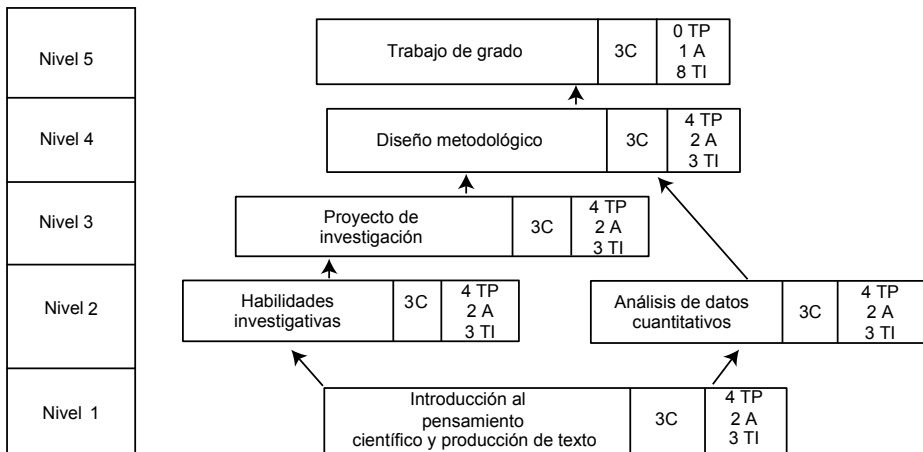 Nivel 5
Trabajo de grado
3C
0 TP
1 A
8 TI
Nivel 4
Diseño metodológico
3C
4 TP
2 A
3 TI
Nivel 3
Proyecto de
investigación
3C
4 TP
2 A
3 TI
Nivel 2
Habilidades
investigativas
3C
4 TP
2 A
3 TI
Análisis de datos
cuantitativos
3C
4 TP
2 A
3 TI
Nivel 1
Introducción al
pensamiento
científico y producción de texto
3C
4 TP
2 A
3 TI